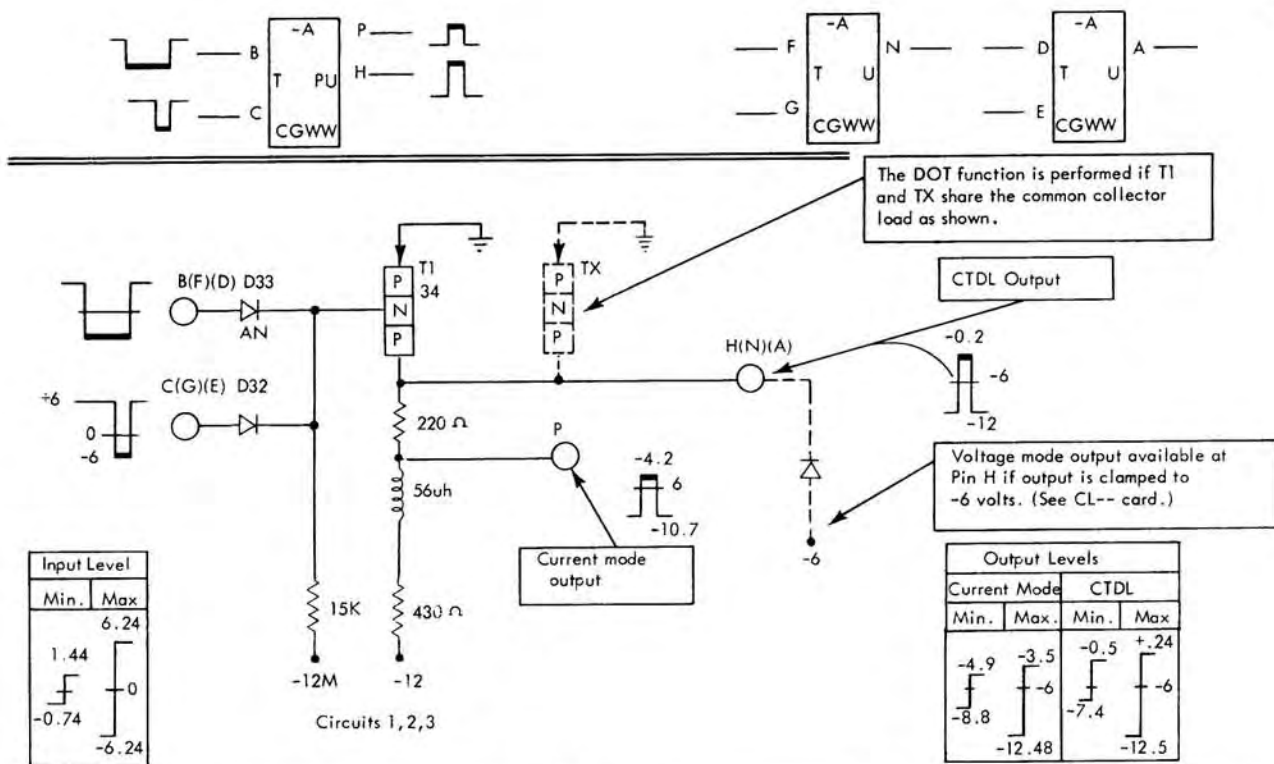 -A
B
P
T PU
H
C
CGWW
-A
F
N
T U
G
CGWW
-A
D
A
T U
E
CGWW
The DOT function is performed if T1
and TX share the common collector
load as shown.
T1
34
P
N
P
TX
P
N
P
B(F)(D) D33
AN
C(G)(E) D32
+6
0
-6
H(N)(A)
CTDL Output
-0.2
-6
-12
220 Ω
P
56uh
-4.2
6
-10.7
Current mode
output
15K
430 Ω
-12M
-12
Circuits 1,2,3
-6
Voltage mode output available at
Pin H if output is clamped to
-6 volts. (See CL-- card.)
Input Level
Min. Max
6.24
1.44
0
-0.74
-6.24
Output Levels
Current Mode CTDL
Min. Max. Min. Max
-4.9 -3.5 -0.5 +.24
-6 -6
-8.8 -7.4
-12.48 -12.5